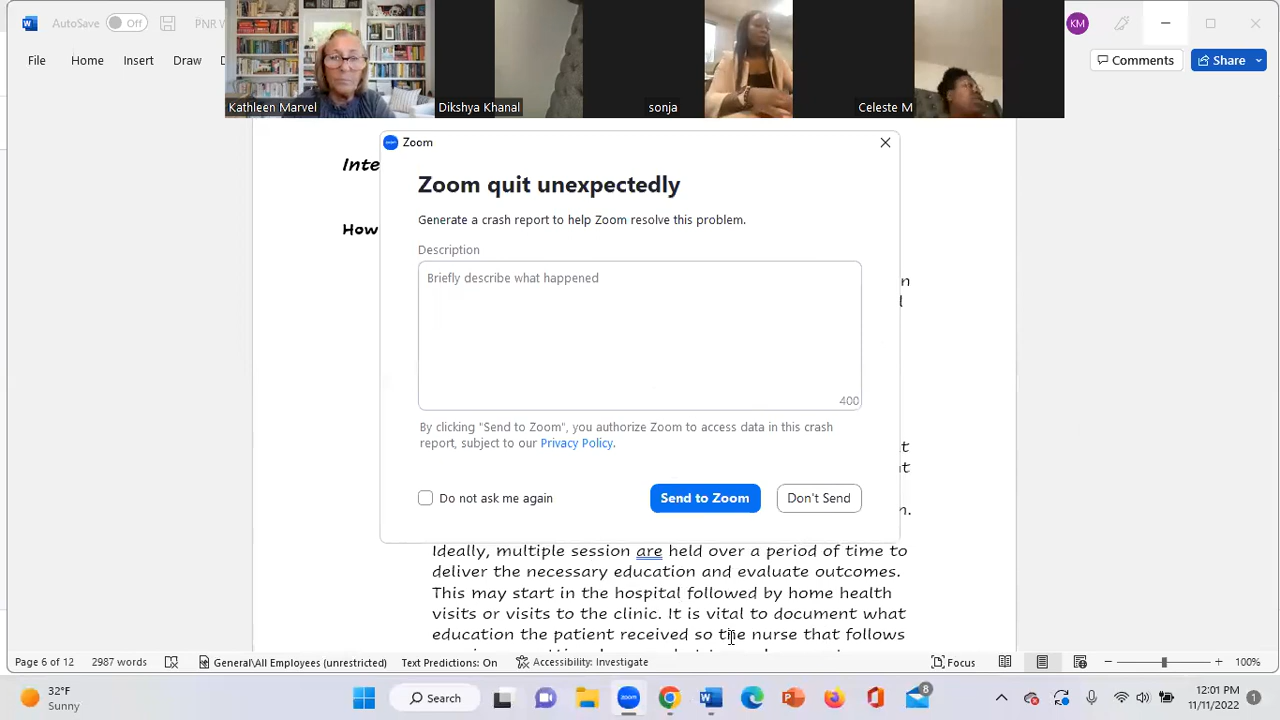 AutoSave Off PNR W KM
File Home Insert Draw D Comments Share
Kathleen Marvel Dikshya Khanal sonja Celeste M
Zoom
Inte
Zoom quit unexpectedly
Generate a crash report to help Zoom resolve this problem.
How
Description
Briefly describe what happened
400
By clicking "Send to Zoom", you authorize Zoom to access data in this crash
report, subject to our Privacy Policy.
Do not ask me again Send to Zoom Don't Send
Ideally, multiple session are held over a period of time to
deliver the necessary education and evaluate outcomes.
This may start in the hospital followed by home health
visits or visits to the clinic. It is vital to document what
education the patient received so the nurse that follows
Page 6 of 12 2987 words General\All Employees (unrestricted) Text Predictions: On Accessibility: Investigate Focus 100%
32°F
Sunny
Search
8
12:01 PM
11/11/2022
1